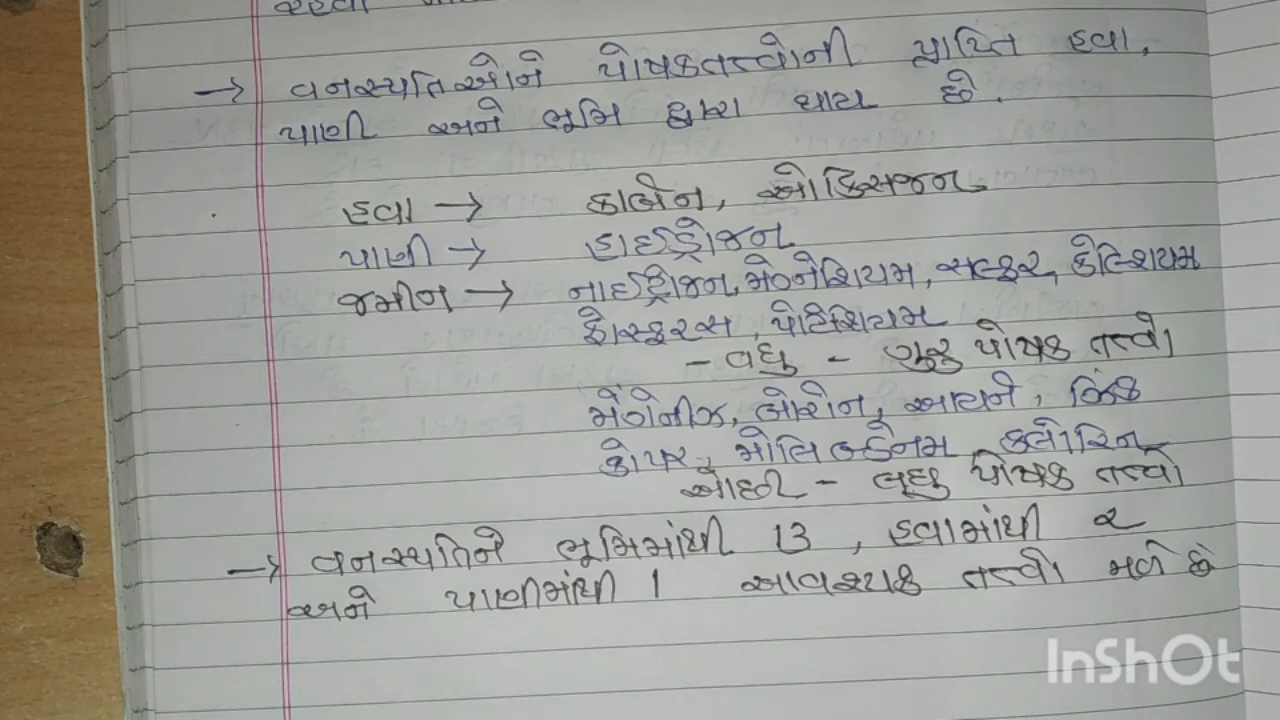 રહેવા
→ વનસ્પતિઓને પોષકતત્વોની પ્રાપ્તિ હવા,
પાણી અને ભૂમિ દ્વારા થાય છે.
હવા → કાર્બન, ઓક્સિજન
પાણી → હાઈડ્રોજન
જમીન → નાઈટ્રોજન, મેગ્નેશિયમ, સલ્ફર, કેલ્શિયમ
ફોસ્ફરસ, પોટેશિયમ
- વધુ - ગુરુ પોષક તત્વો
મેંગેનીઝ, બોરોન, આયર્ન, ઝિંક
કોપર, મોલિબ્ડેનમ ક્લોરિન
ઓછી - લઘુ પોષક તત્વો
→ વનસ્પતિને ભૂમિમાંથી 13, હવામાંથી ૨
અને પાણીમાંથી 1 આવશ્યક તત્વો મળે છે
InShOt